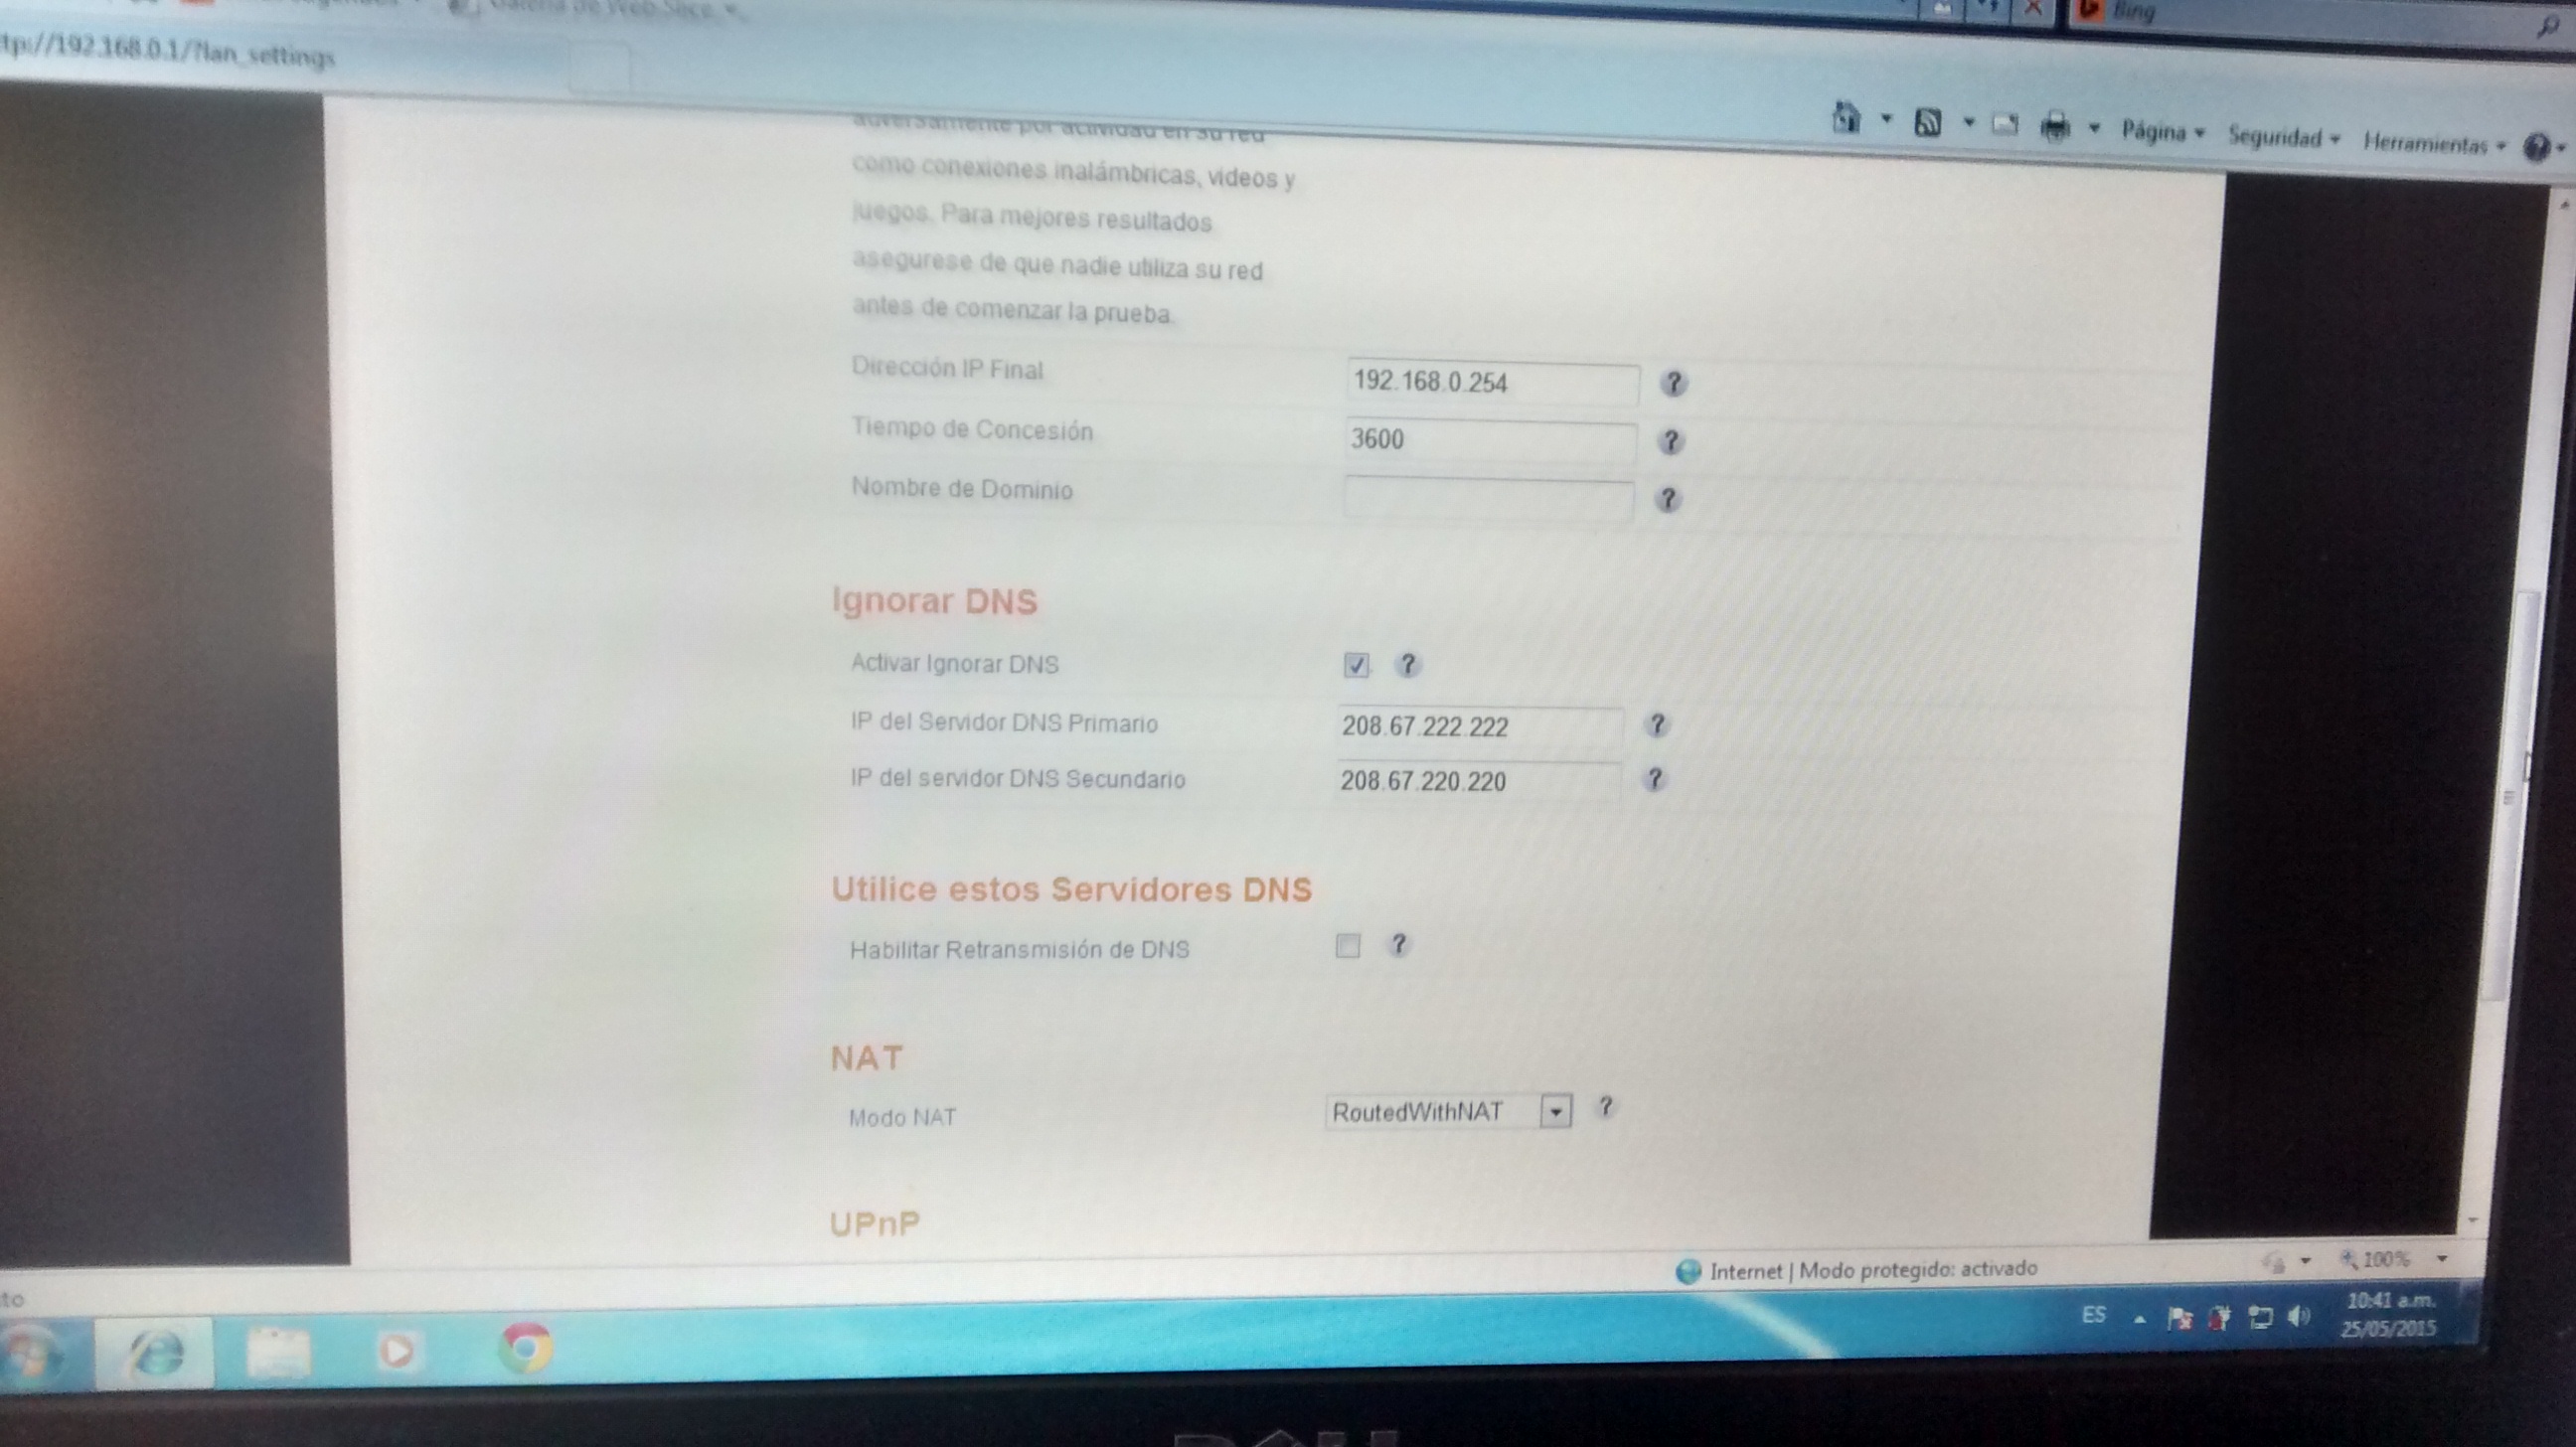 Galería de Web Slice
Bing
tp://192.168.0.1/?lan_settings
Página
Seguridad
Herramientas
adversamente por actividad en su red
como conexiones inalámbricas, videos y
juegos. Para mejores resultados
asegurese de que nadie utiliza su red
antes de comenzar la prueba.
Dirección IP Final 192.168.0.254 ?
Tiempo de Concesión 3600 ?
Nombre de Dominio ?
Ignorar DNS
Activar Ignorar DNS ?
IP del Servidor DNS Primario 208.67.222.222 ?
IP del servidor DNS Secundario 208.67.220.220 ?
Utilice estos Servidores DNS
Habilitar Retransmisión de DNS ?
NAT
Modo NAT RoutedWithNAT ?
UPnP
Internet | Modo protegido: activado
100%
to
ES
10:41 a.m.
25/05/2015